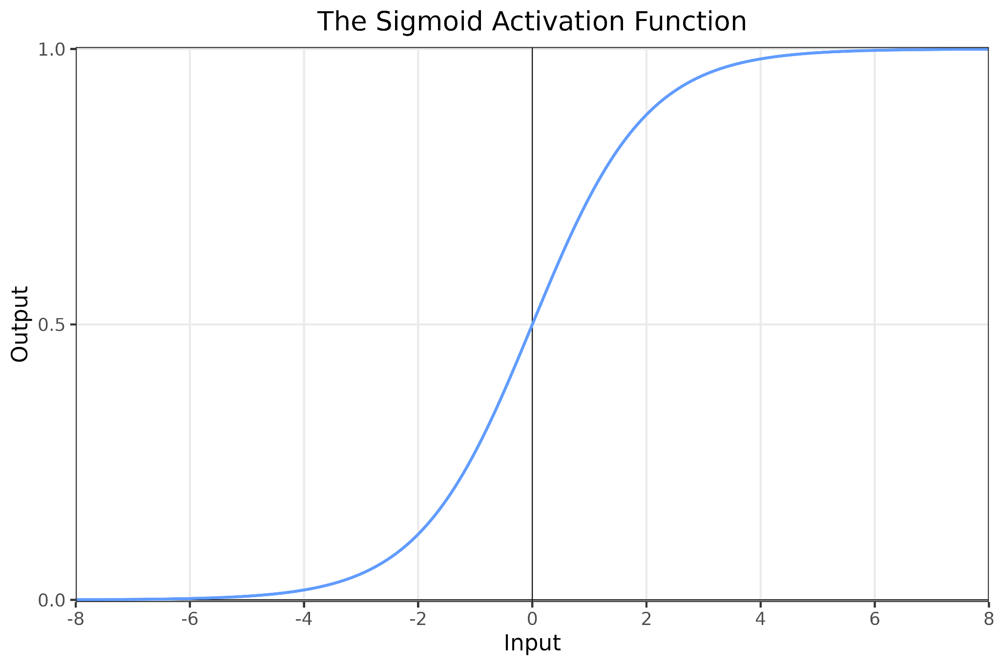 The Sigmoid Activation Function
1.0
0.5
0.0
Output
-8 -6 -4 -2 0 2 4 6 8
Input